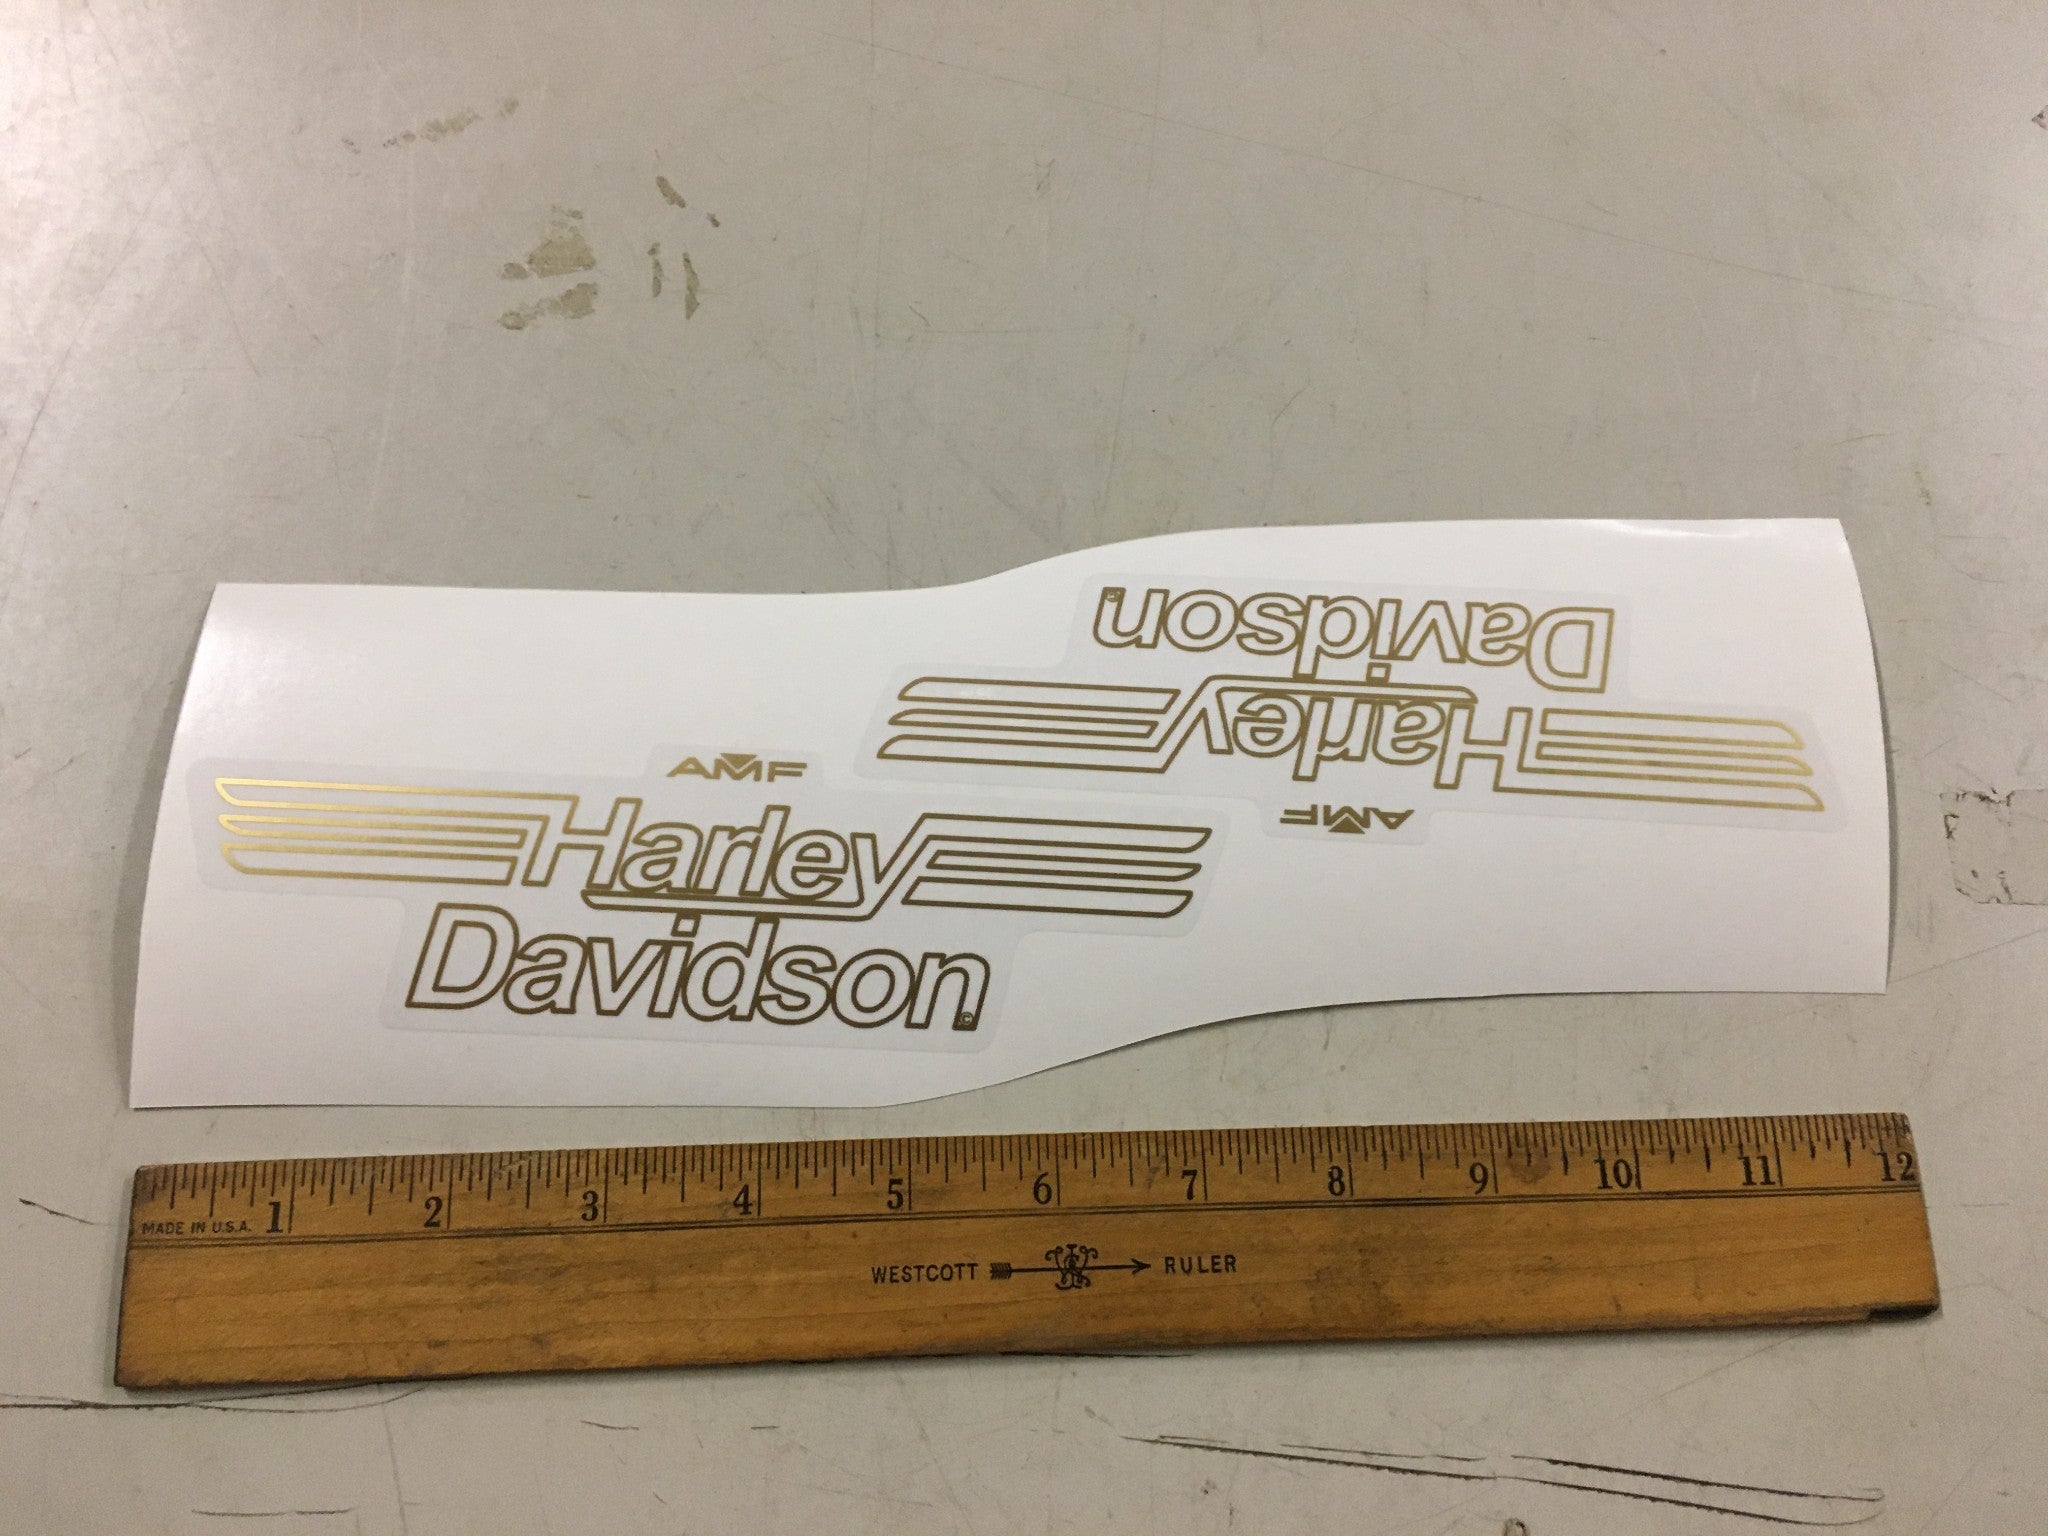 Davidson
Harley
AMF
AMF
Harley
Davidson
©
1 2 3 4 5 6 7 8 9 10 11 12
MADE IN U.S.A.
WESTCOTT RULER